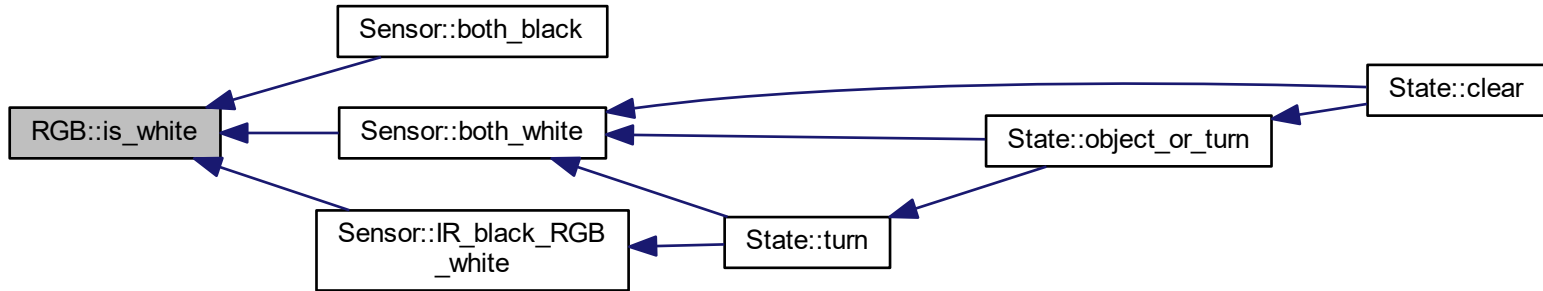 Sensor::both_black
State::clear
RGB::is_white
Sensor::both_white
State::object_or_turn
Sensor::IR_black_RGB
_white
State::turn